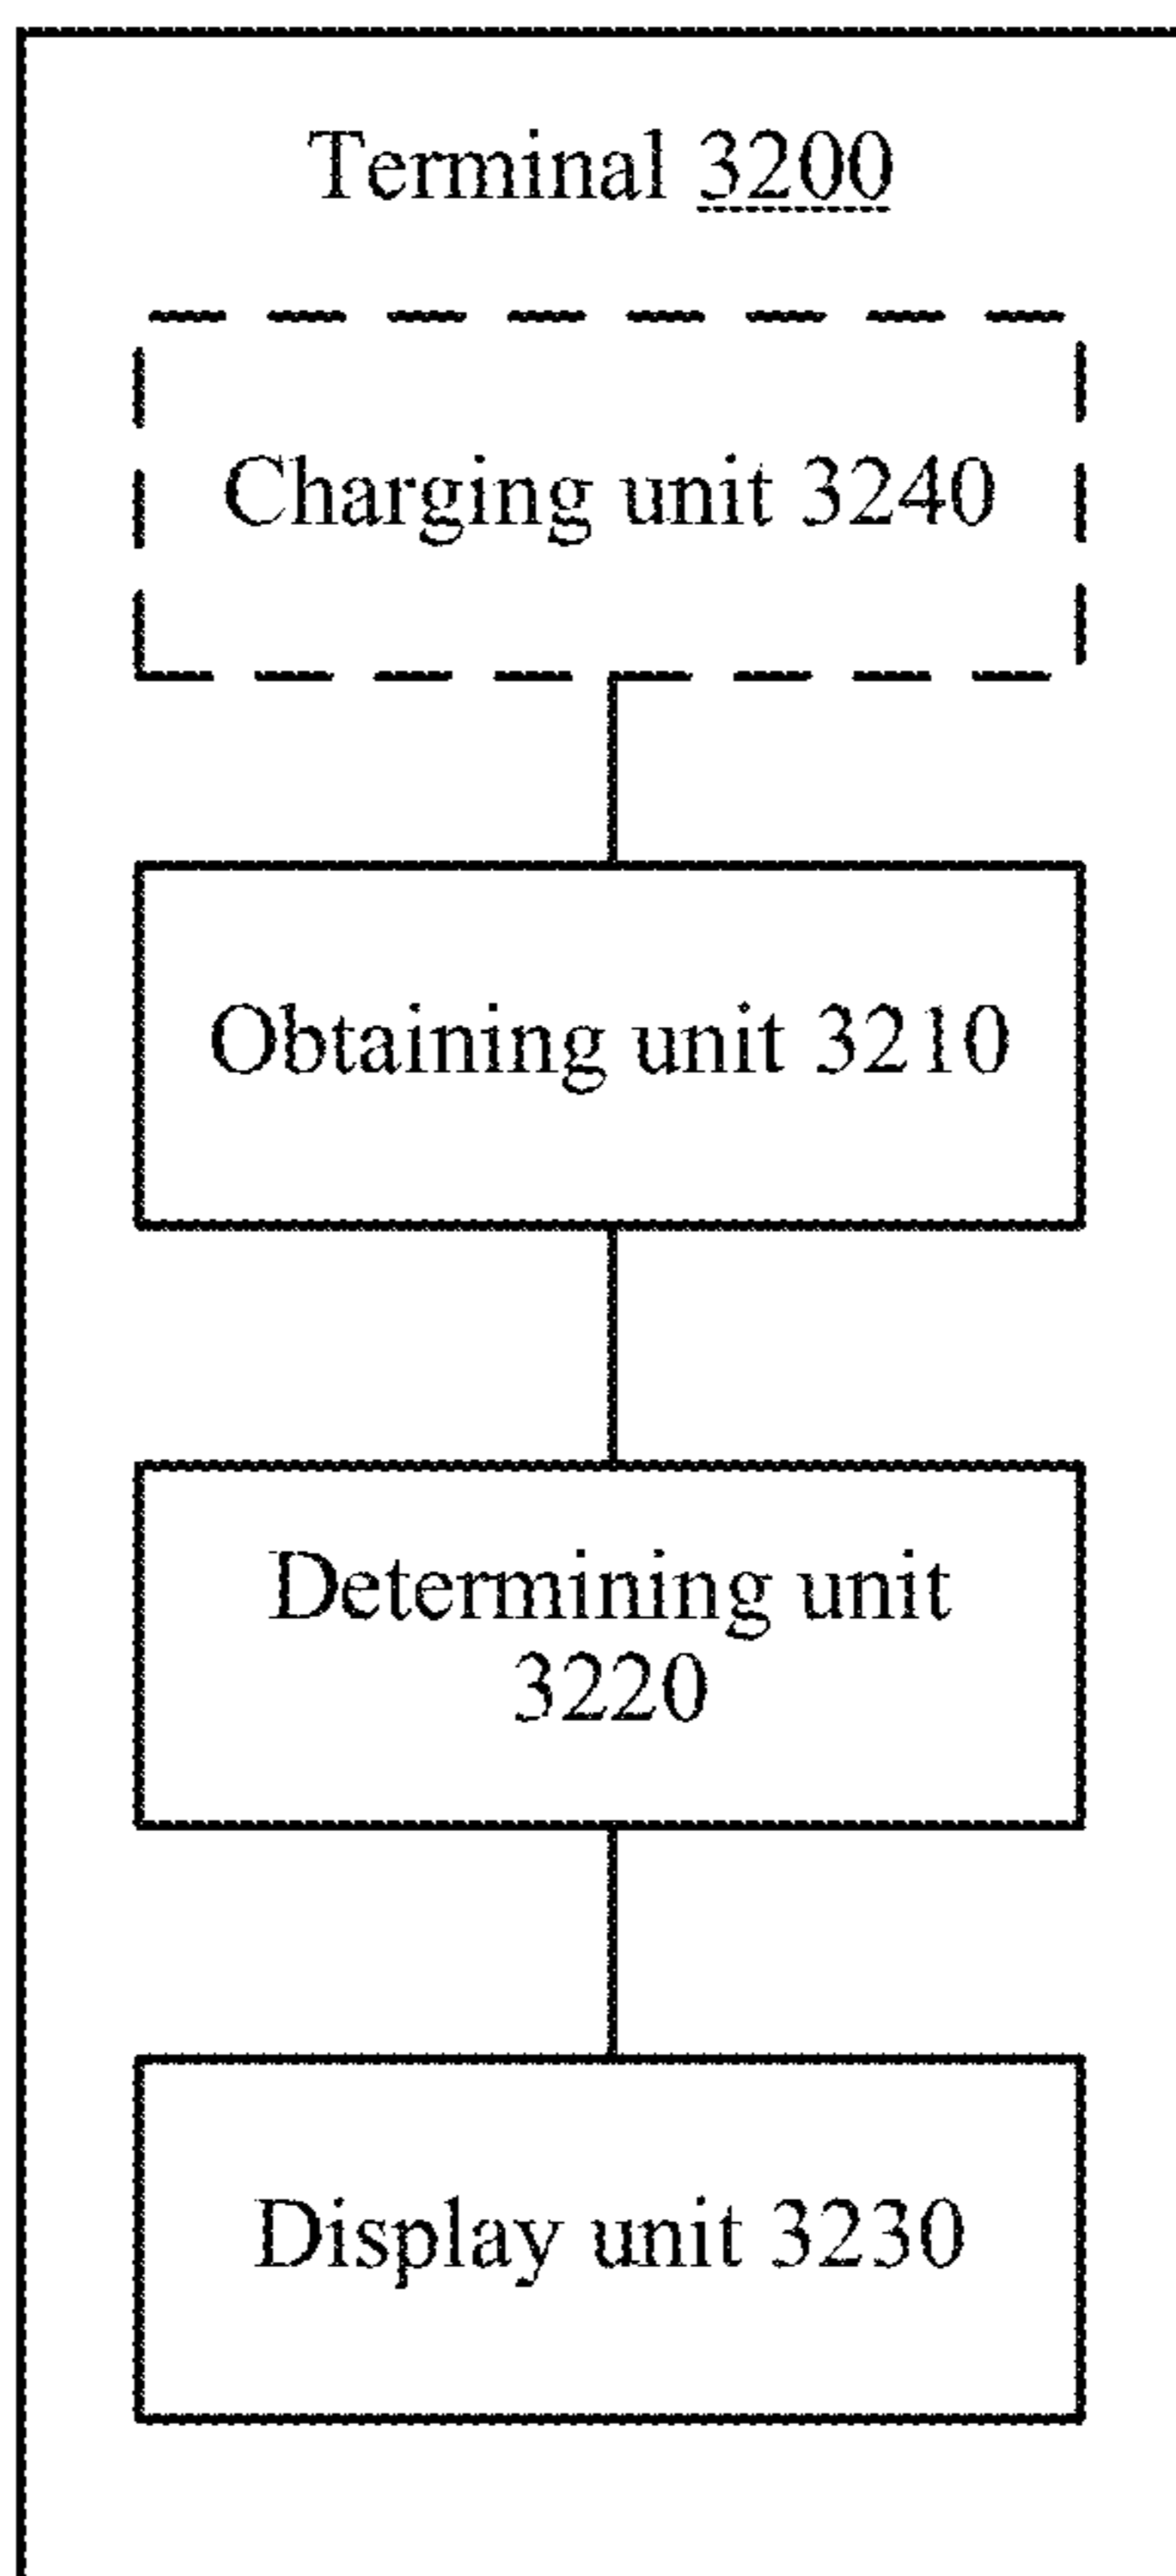 Terminal 3200
Charging unit 3240
Obtaining unit 3210
Determining unit
3220
Display unit 3230